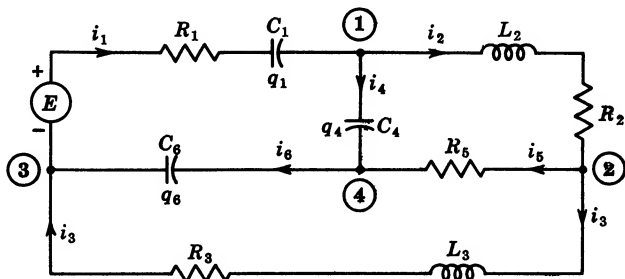 i₁ R₁ C₁ 1 i₂ L₂
q₁
+
E
−
i₄
R₂
q₄ C₄
3 C₆ i₆ R₅ i₅ 2
q₆
4
i₃ R₃ L₃ i₃